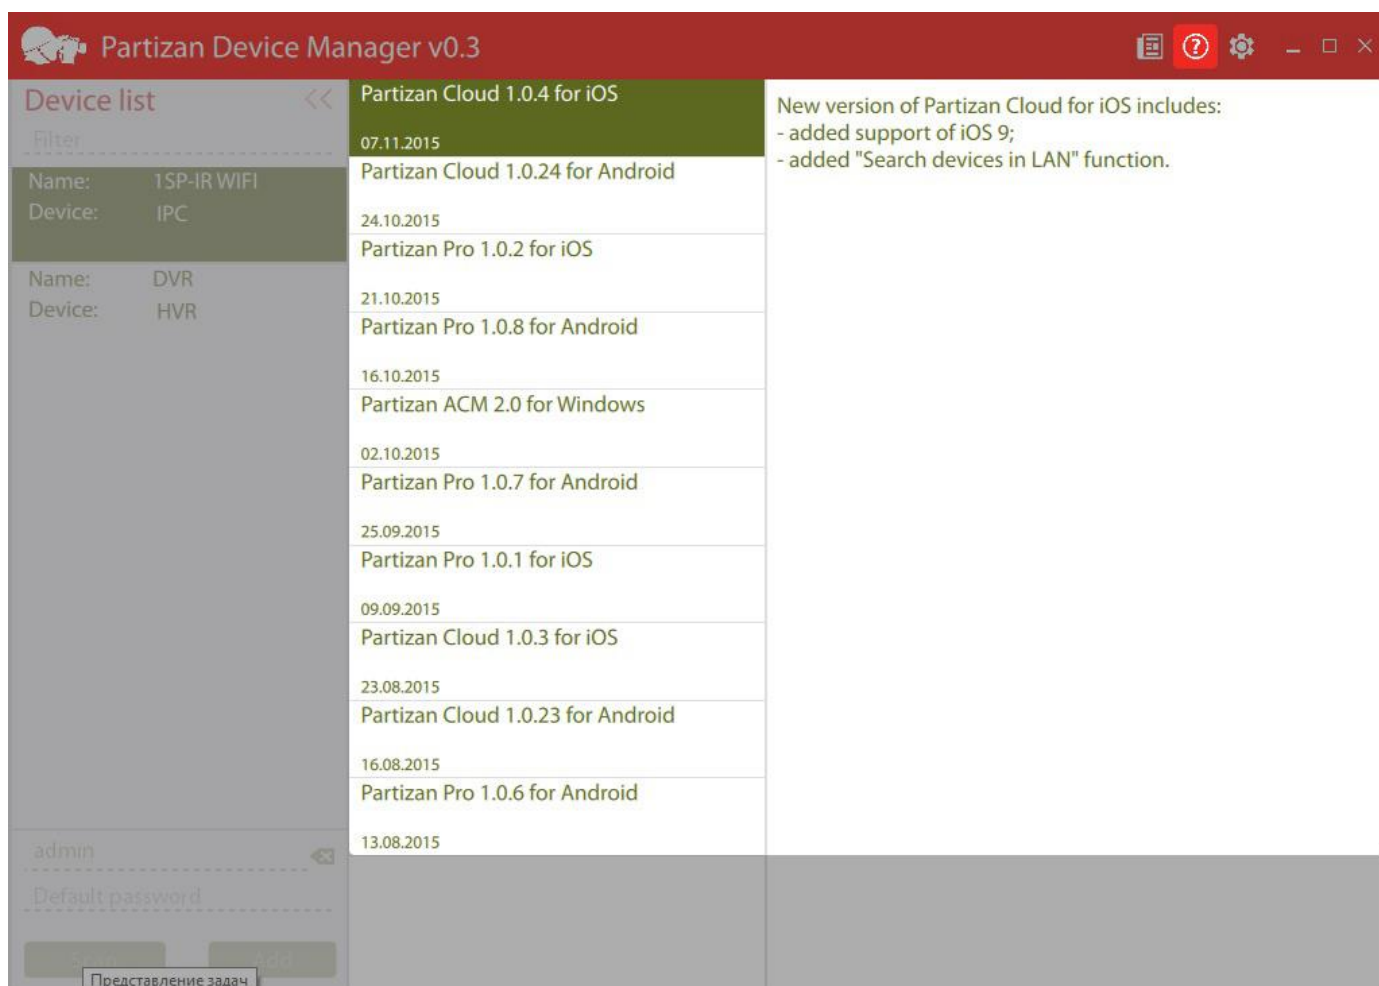 Partizan Device Manager v0.3
Device list <<
Filter
Name: 1SP-IR WIFI
Device: IPC
Name: DVR
Device: HVR
admin
Default password
Scan Add
Представление задач
Partizan Cloud 1.0.4 for iOS
07.11.2015
Partizan Cloud 1.0.24 for Android
24.10.2015
Partizan Pro 1.0.2 for iOS
21.10.2015
Partizan Pro 1.0.8 for Android
16.10.2015
Partizan ACM 2.0 for Windows
02.10.2015
Partizan Pro 1.0.7 for Android
25.09.2015
Partizan Pro 1.0.1 for iOS
09.09.2015
Partizan Cloud 1.0.3 for iOS
23.08.2015
Partizan Cloud 1.0.23 for Android
16.08.2015
Partizan Pro 1.0.6 for Android
13.08.2015
New version of Partizan Cloud for iOS includes:
- added support of iOS 9;
- added "Search devices in LAN" function.